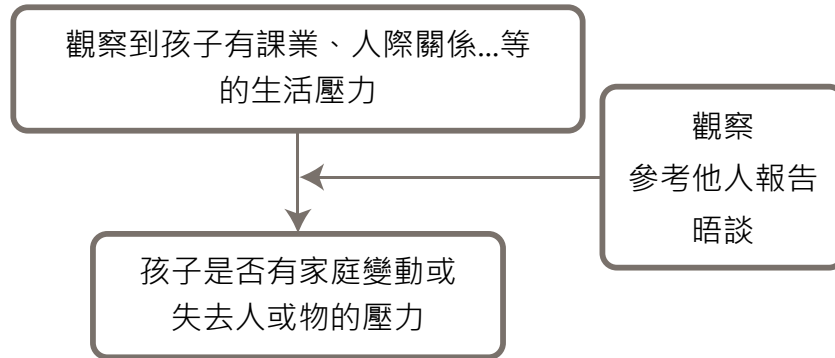 觀察到孩子有課業、人際關係...等
的生活壓力
觀察
參考他人報告
晤談
孩子是否有家庭變動或
失去人或物的壓力